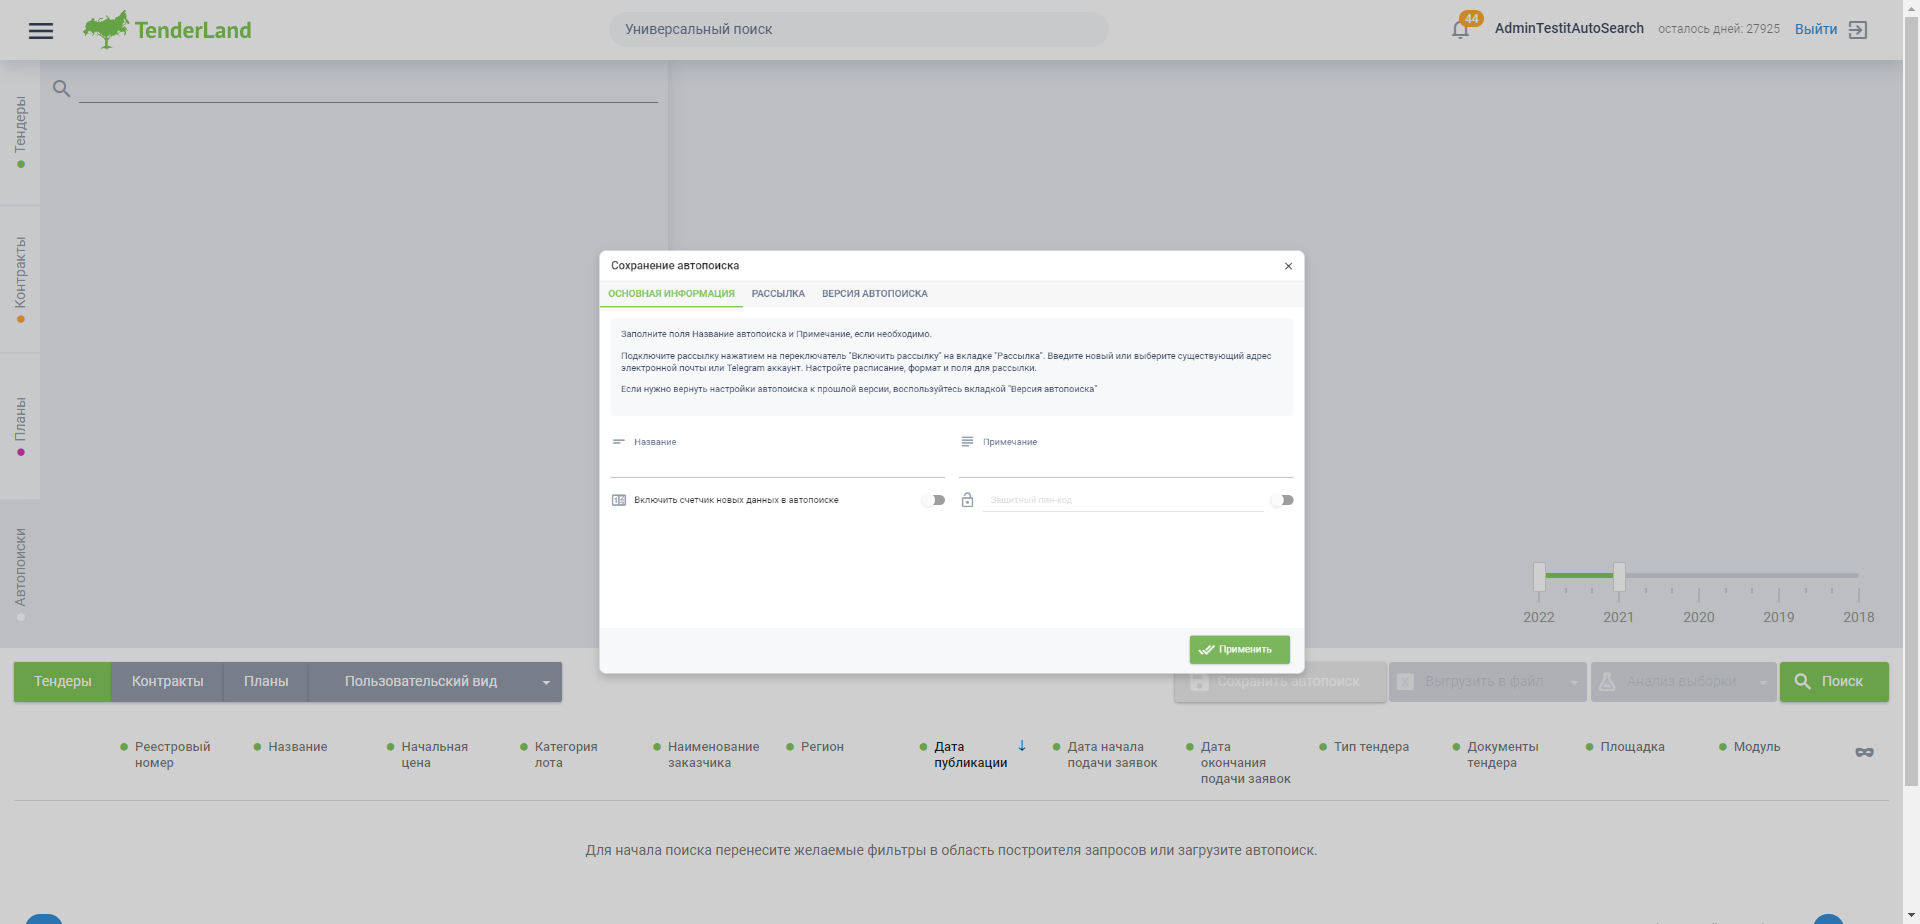 TenderLand
Универсальный поиск
44
AdminTestitAutoSearch
осталось дней: 27925
Выйти
Тендеры
Контракты
Планы
Автопоиски
Сохранение автопоиска
ОСНОВНАЯ ИНФОРМАЦИЯ
РАССЫЛКА
ВЕРСИЯ АВТОПОИСКА
Заполните поля Название автопоиска и Примечание, если необходимо.
Подключите рассылку нажатием на переключатель "Включить рассылку" на вкладке "Рассылка". Введите новый или выберите существующий адрес
электронной почты или Telegram аккаунт. Настройте расписание, формат и поля для рассылки.
Если нужно вернуть настройки автопоиска к прошлой версии, воспользуйтесь вкладкой "Версия автопоиска"
Название
Примечание
Включить счетчик новых данных в автопоиске
Защитный пин-код
Применить
2022
2021
2020
2019
2018
Тендеры
Контракты
Планы
Пользовательский вид
Сохранить автопоиск
Выгрузить в файл
Анализ выборки
Поиск
Реестровый
номер
Название
Начальная
цена
Категория
лота
Наименование
заказчика
Регион
Дата
публикации
Дата начала
подачи заявок
Дата
окончания
подачи заявок
Тип тендера
Документы
тендера
Площадка
Модуль
Для начала поиска перенесите желаемые фильтры в область построителя запросов или загрузите автопоиск.